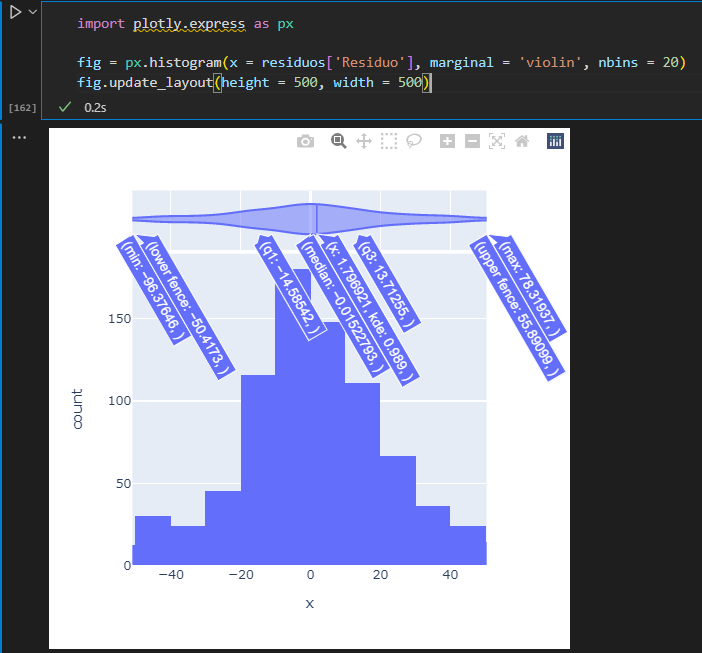 import plotly.express as px
fig = px.histogram(x = residuos['Residuo'], marginal = 'violin', nbins = 20)
fig.update_layout(height = 500, width = 500)
[162]
0.2s
...
(min: −96.37646, )
(lower fence: −50.4173, )
(q1: −14.58542, )
(median: −0.01522793, )
(x: 1.796921, kde: 0.989, )
(q3: 13.71255, )
(upper fence: 55.89099, )
(max: 78.31937, )
150
100
50
0
count
−40
−20
0
20
40
x